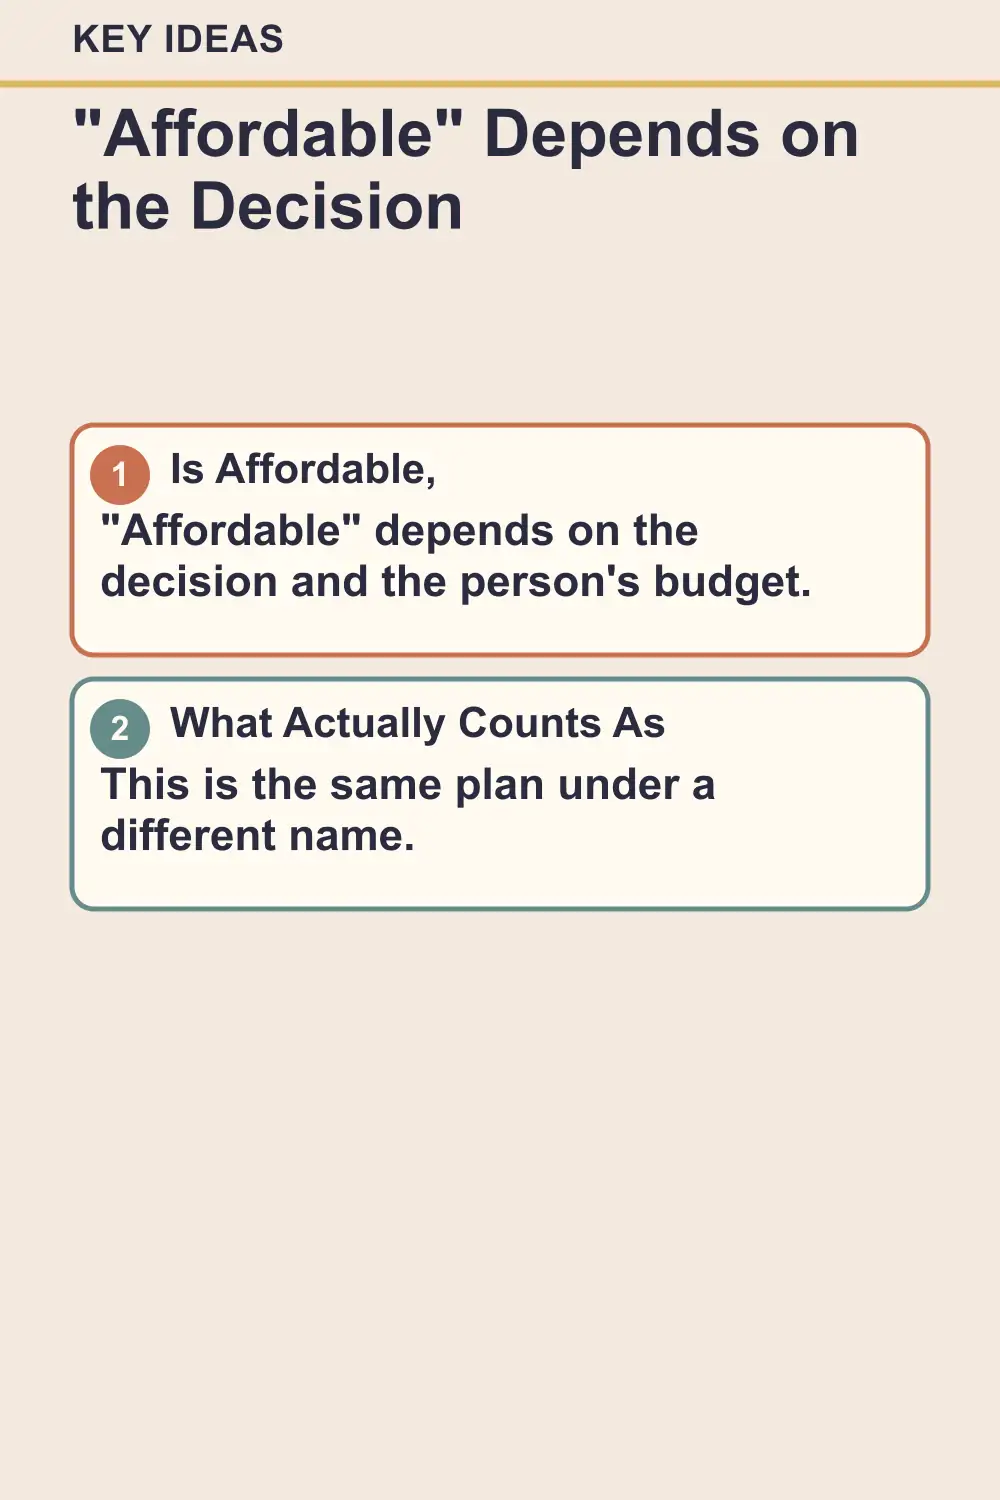 KEY IDEAS
"Affordable" Depends on
the Decision
1 Is Affordable,
"Affordable" depends on the
decision and the person's budget.
2 What Actually Counts As
This is the same plan under a
different name.